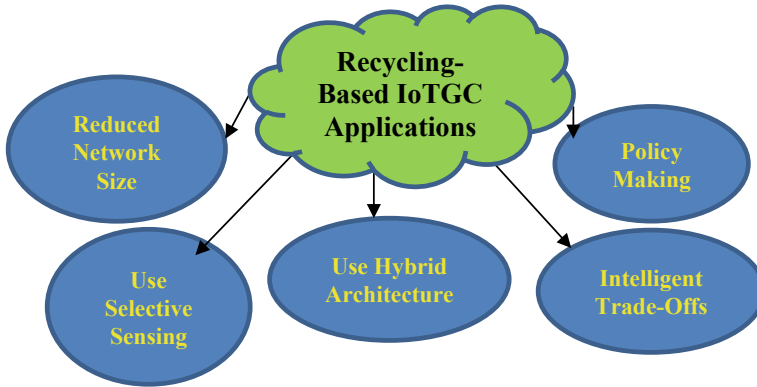 Recycling-
Based IoTGC
Applications
Reduced
Network
Size
Policy
Making
Use
Selective
Sensing
Use Hybrid
Architecture
Intelligent
Trade-Offs